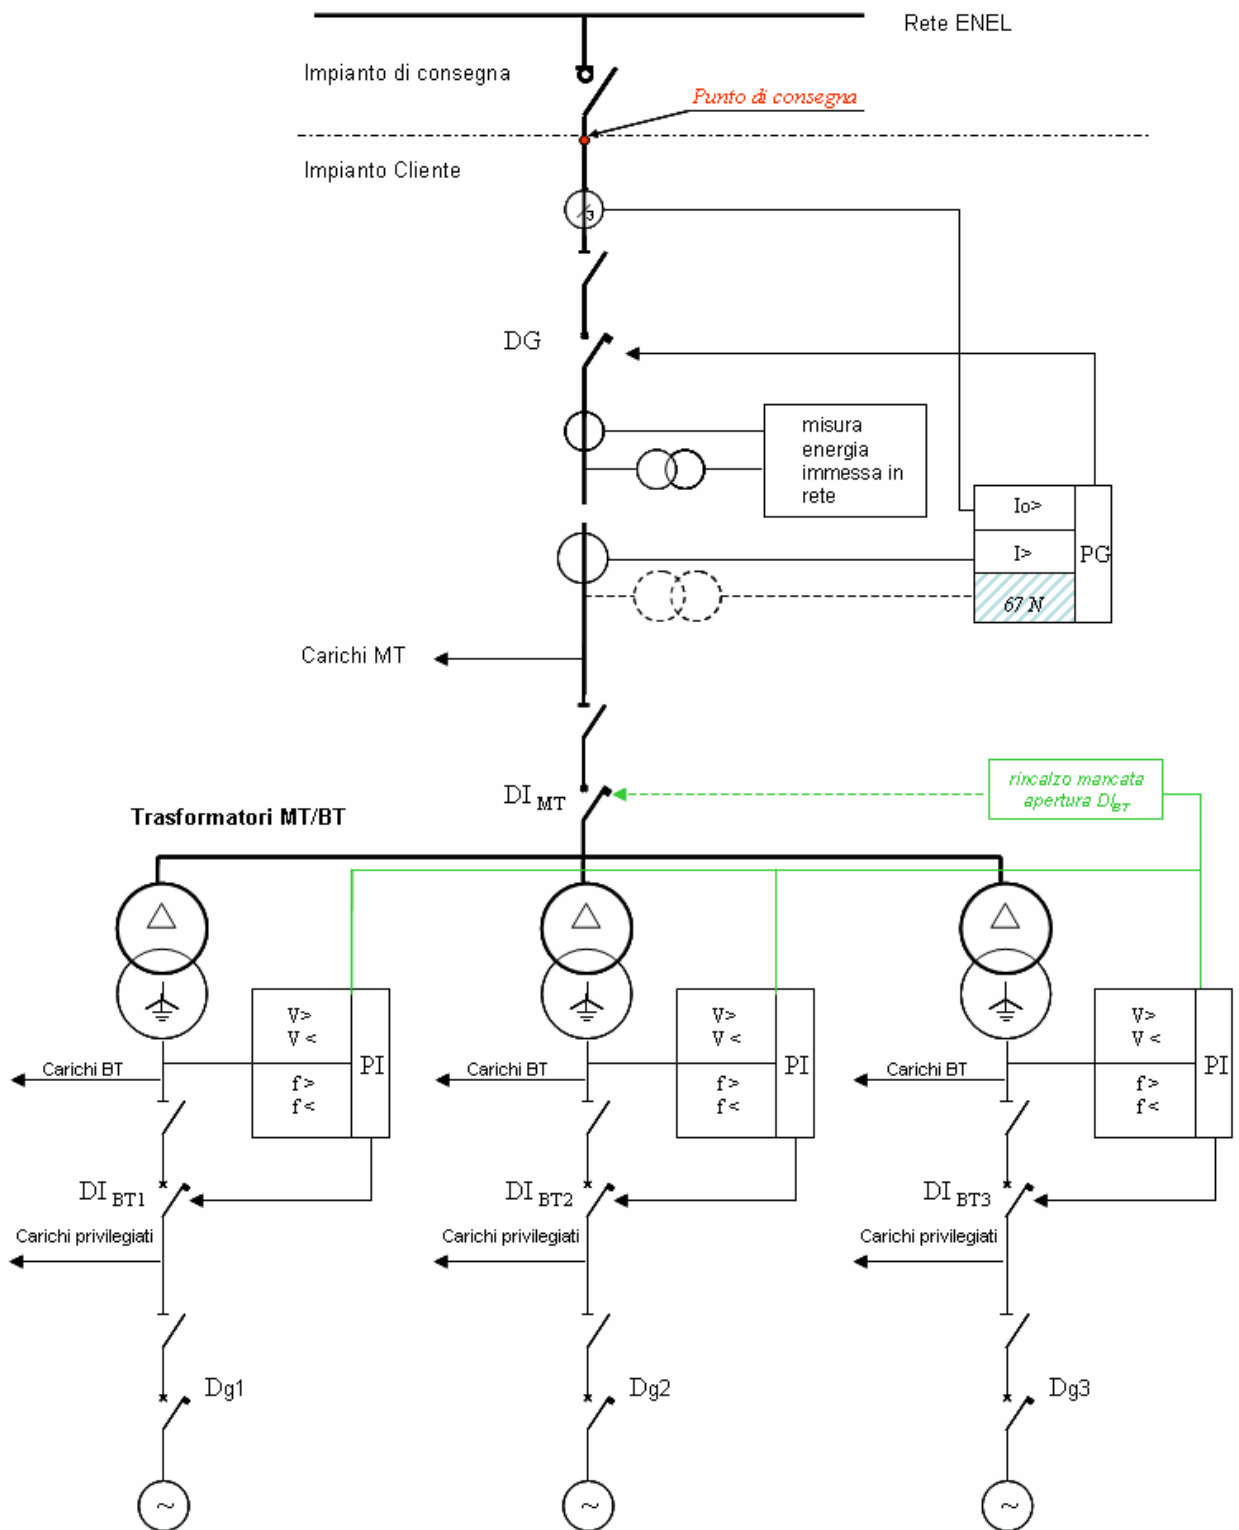 Rete ENEL
Impianto di consegna
Punto di consegna
Impianto Cliente
3
DG
misura
energia
immessa in
rete
Io>
I>
67 N
PG
Carichi MT
DI MT
rincalzo mancata
apertura DI BT
Trasformatori MT/BT
V>
V <
f >
f <
PI
V>
V <
f >
f <
PI
V>
V <
f >
f <
PI
Carichi BT
Carichi BT
Carichi BT
DI BT1
DI BT2
DI BT3
Carichi privilegiati
Carichi privilegiati
Carichi privilegiati
Dg1
Dg2
Dg3
~
~
~